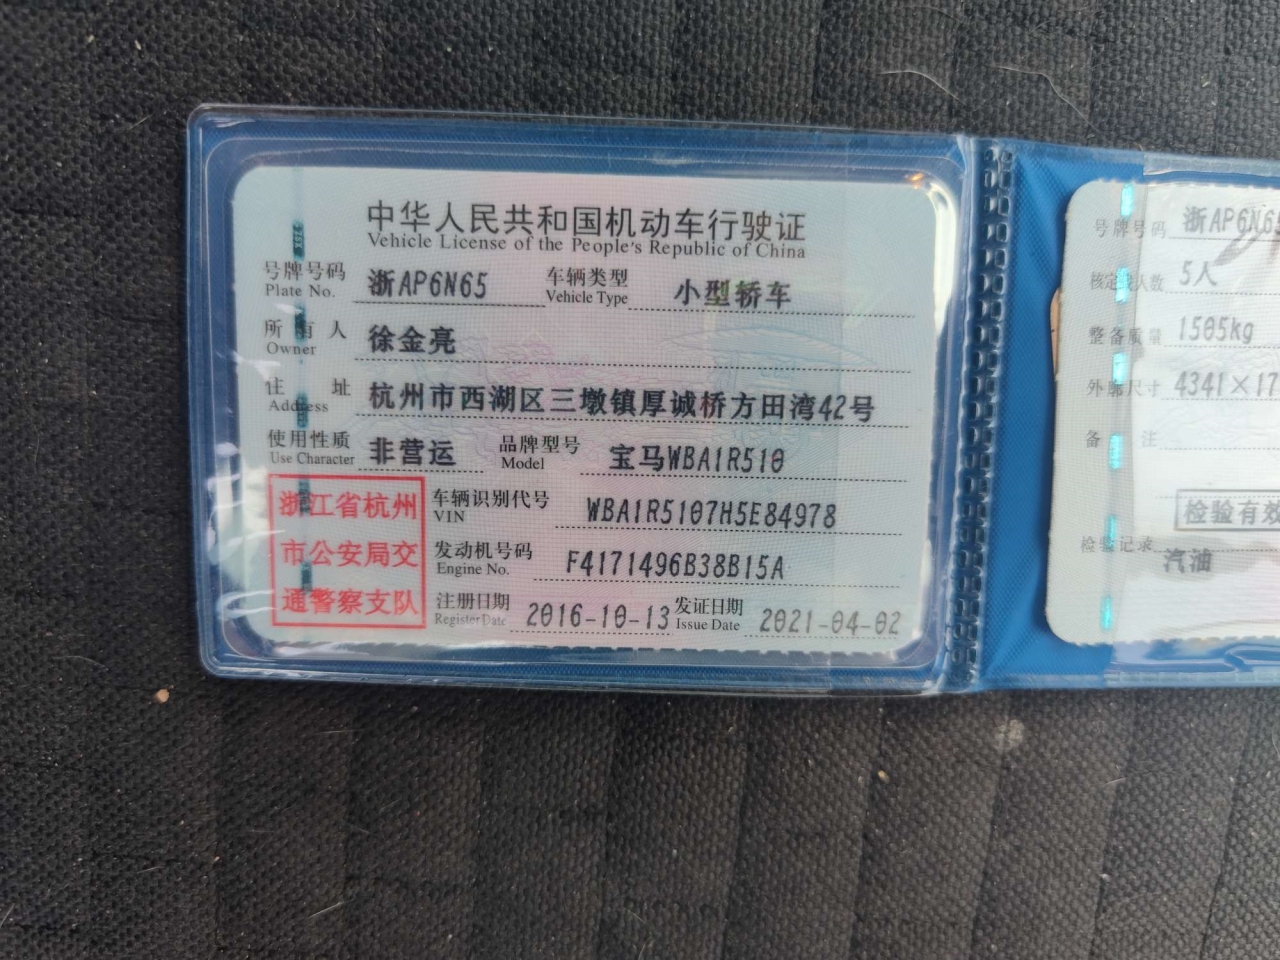 中华人民共和国机动车行驶证
Vehicle License of the People's Republic of China
号牌号码 浙AP6N65 车辆类型 小型轿车
Plate No. Vehicle Type
所有人 徐金亮
Owner
住址 杭州市西湖区三墩镇厚诚桥方田湾42号
Address
使用性质 非营运 品牌型号 宝马WBA1R510
Use Character Model
浙江省杭州
市公安局交
通警察支队
车辆识别代号 WBA1R5107H5E84978
VIN
发动机号码 F4171496B38B15A
Engine No.
注册日期 2016-10-13 发证日期 2021-04-02
Register Date Issue Date
号牌号码 浙AP6N6
核定载人数 5人
整备质量 1505kg
外廓尺寸 4341×17
备注
检验有效
检验记录
汽油